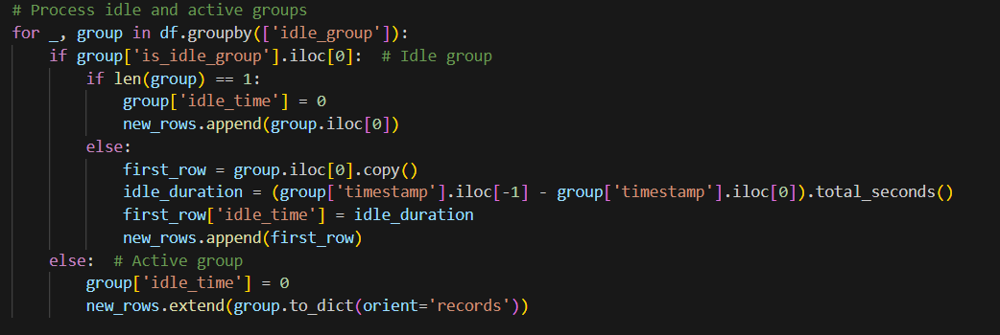 # Process idle and active groups
for _, group in df.groupby(['idle_group']):
    if group['is_idle_group'].iloc[0]:  # Idle group
        if len(group) == 1:
            group['idle_time'] = 0
            new_rows.append(group.iloc[0])
        else:
            first_row = group.iloc[0].copy()
            idle_duration = (group['timestamp'].iloc[-1] - group['timestamp'].iloc[0]).total_seconds()
            first_row['idle_time'] = idle_duration
            new_rows.append(first_row)
    else:  # Active group
        group['idle_time'] = 0
        new_rows.extend(group.to_dict(orient='records'))